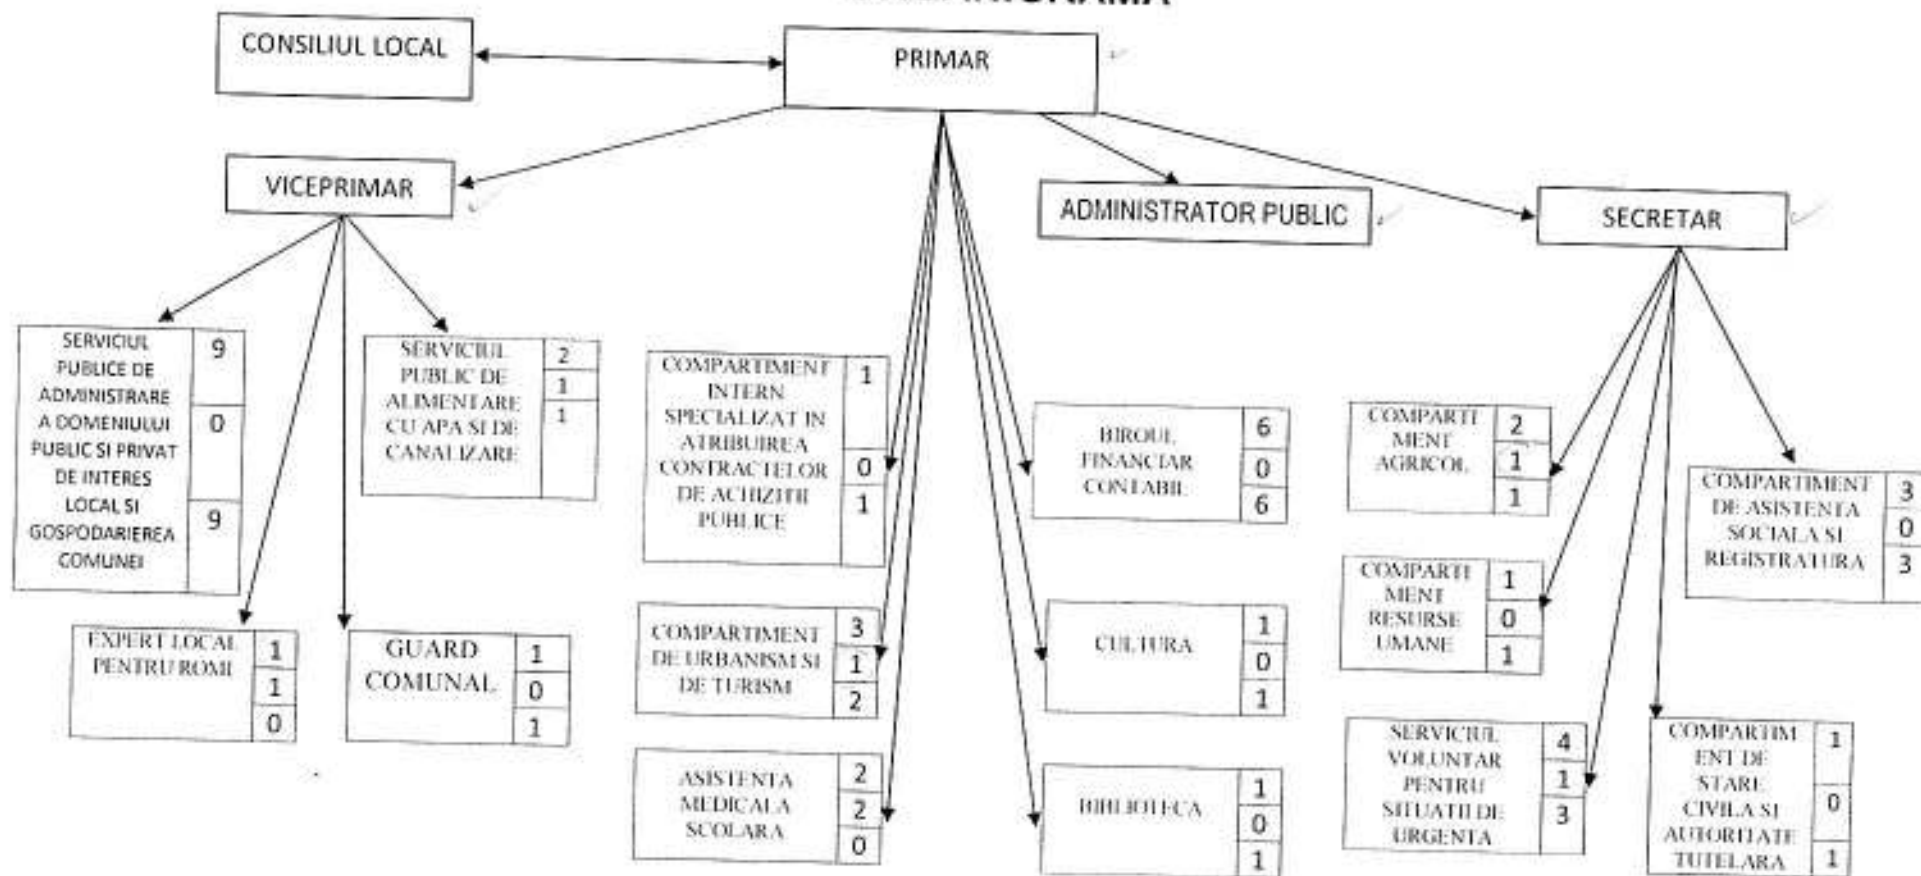 CONSILIUL LOCAL
PRIMAR
VICEPRIMAR
ADMINISTRATOR PUBLIC
SECRETAR
SERVICIUL
PUBLICE DE
ADMINISTRARE
A DOMENIULUI
PUBLIC SI PRIVAT
DE INTERES
LOCAL SI
GOSPODARIEREA
COMUNEI
9
0
9
SERVICIUL
PUBLIC DE
ALIMENTARE
CU APA SI DE
CANALIZARE
2
1
1
EXPERT LOCAL
PENTRU ROMI
1
1
0
GUARD
COMUNAL
1
0
1
COMPARTIMENT
INTERN
SPECIALIZAT IN
ATRIBUIREA
CONTRACTELOR
DE ACHIZITII
PUBLICE
1
0
1
BIROUL
FINANCIAR
CONTABIL
6
0
6
COMPARTIMENT
DE URBANISM SI
DE TURISM
3
1
2
CULTURA
1
0
1
ASISTENTA
MEDICALA
SCOLARA
2
2
0
BIBLIOTECA
1
0
1
COMPARTI
MENT
AGRICOL
2
1
1
COMPARTIMENT
DE ASISTENTA
SOCIALA SI
REGISTRATURA
3
0
3
COMPARTI
MENT
RESURSE
UMANE
1
0
1
SERVICIUL
VOLUNTAR
PENTRU
SITUATII DE
URGENTA
4
1
3
COMPARTIM
ENT DE
STARE
CIVILA SI
AUTORITATE
TUTELARA
1
0
1